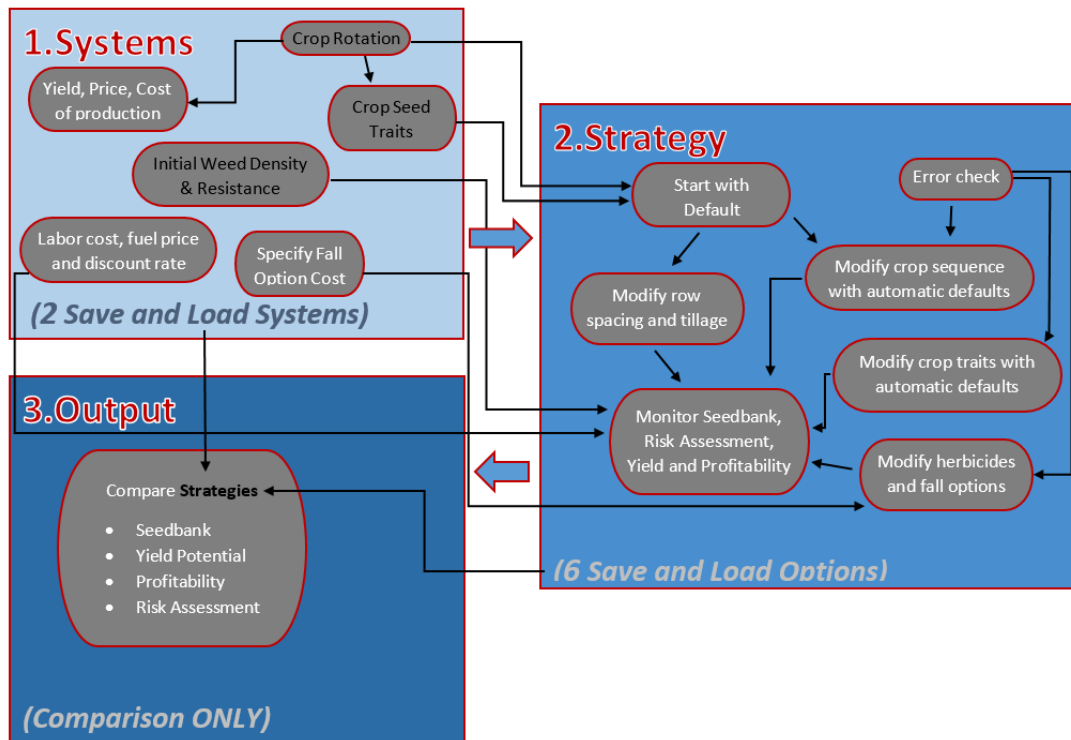 1.Systems
Crop Rotation
Yield, Price, Cost
of production
Crop Seed
Traits
Initial Weed Density
& Resistance
Labor cost, fuel price
and discount rate
Specify Fall
Option Cost
(2 Save and Load Systems)
2.Strategy
Start with
Default
Error check
Modify crop sequence
with automatic defaults
Modify row
spacing and tillage
Modify crop traits with
automatic defaults
Monitor Seedbank,
Risk Assessment,
Yield and Profitability
Modify herbicides
and fall options
(6 Save and Load Options)
3.Output
Compare Strategies
• Seedbank
• Yield Potential
• Profitability
• Risk Assessment
(Comparison ONLY)